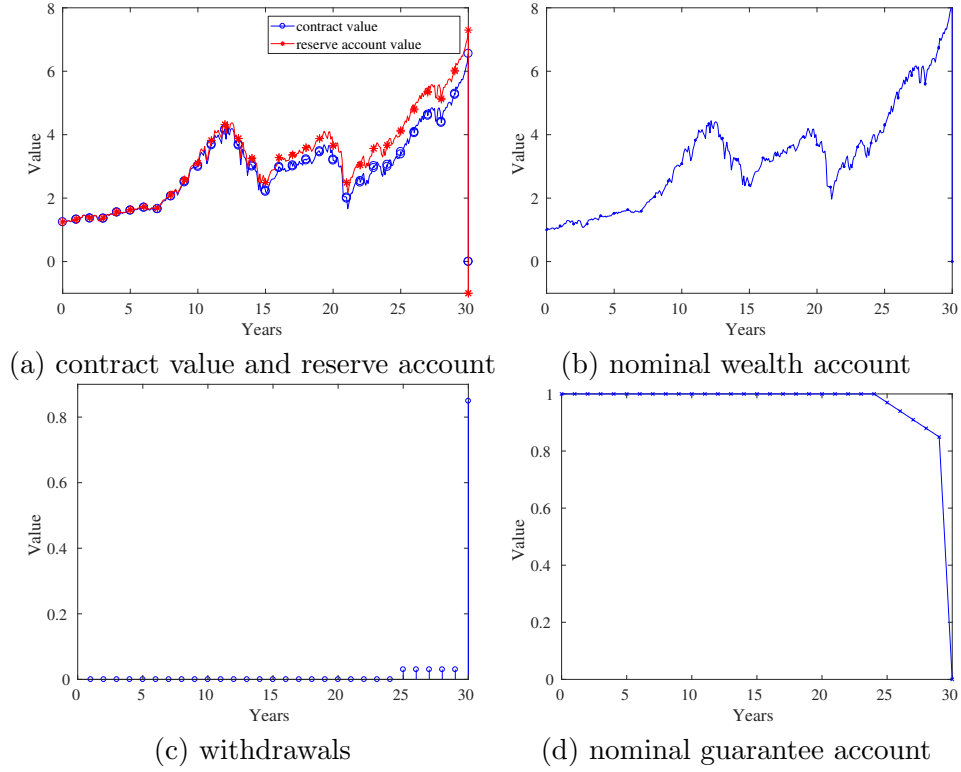 8
6
4
2
0
Value
contract value
reserve account value
0 5 10 15 20 25 30
Years
(a) contract value and reserve account
8
6
4
2
0
Value
0 5 10 15 20 25 30
Years
(b) nominal wealth account
0.8
0.6
0.4
0.2
0
Value
0 5 10 15 20 25 30
Years
(c) withdrawals
1
0.8
0.6
0.4
0.2
0
Value
0 5 10 15 20 25 30
Years
(d) nominal guarantee account